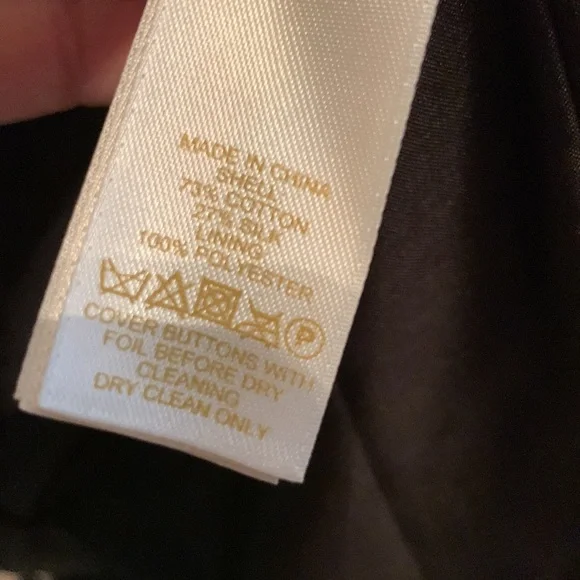 MADE IN CHINA
SHELL
73% COTTON
27% SILK
LINING
100% POLYESTER
P
COVER BUTTONS WITH
FOIL BEFORE DRY
CLEANING
DRY CLEAN ONLY